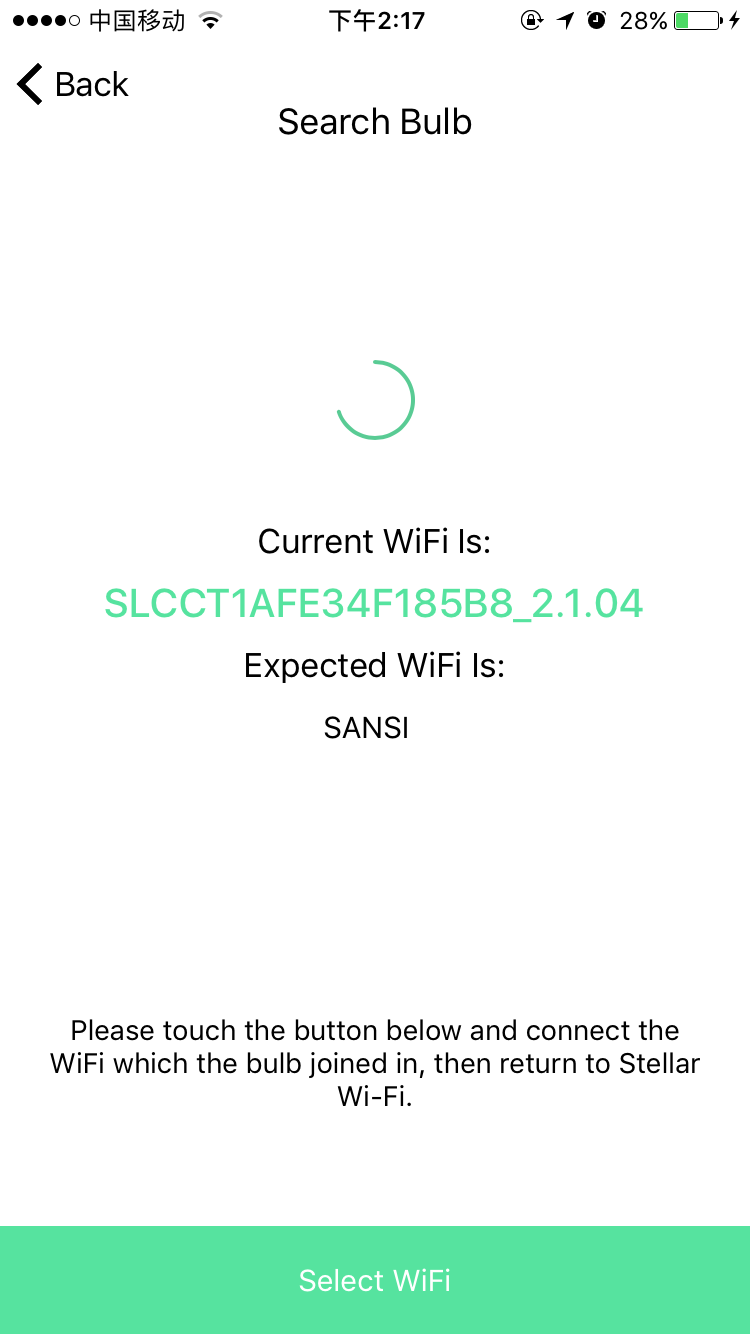 中国移动 下午2:17 28%
Back
Search Bulb
Current WiFi Is:
SLCCT1AFE34F185B8_2.1.04
Expected WiFi Is:
SANSI
Please touch the button below and connect the
WiFi which the bulb joined in, then return to Stellar
Wi-Fi.
Select WiFi